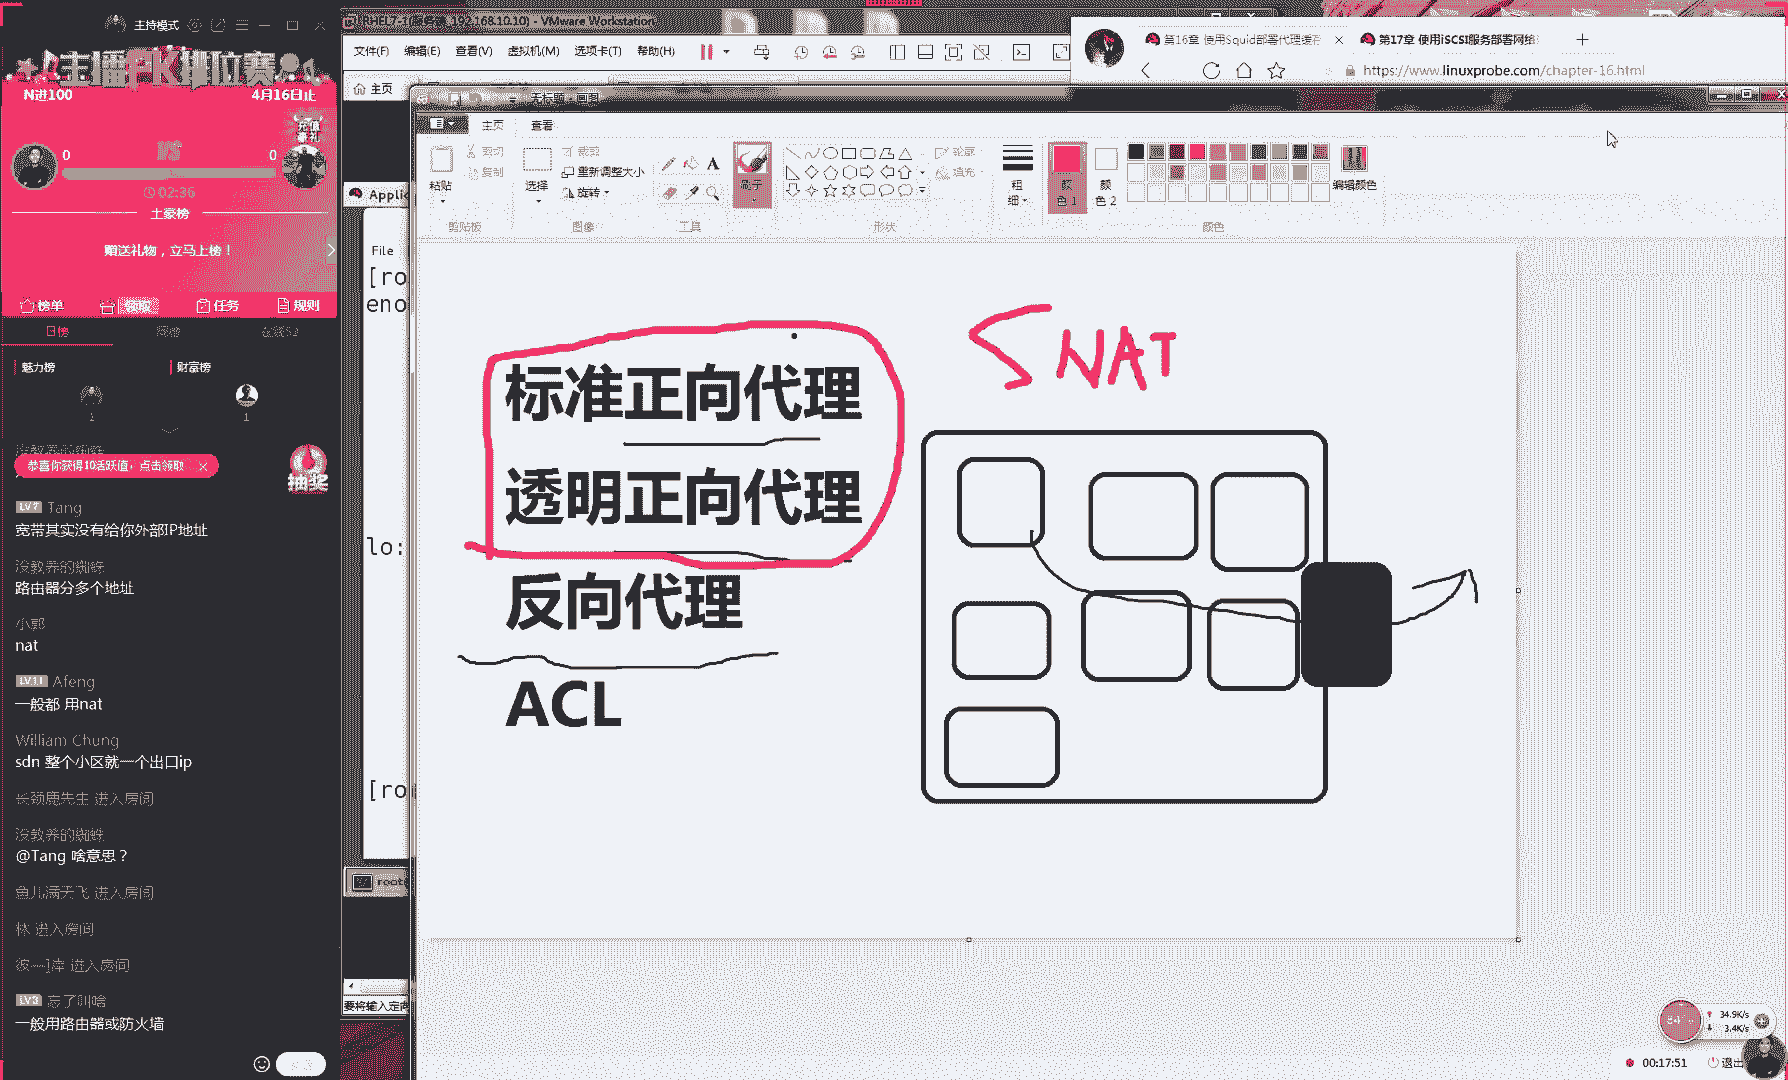 主持模式
主播PK排位赛
N进100
4月16日止
0
VS
0
02:36
土豪榜
赠送礼物，立马上榜！
榜单
领取
任务
规则
日榜
周榜
魅力榜
财富榜
1
1
恭喜你获得10活跃值，点击领取...
抽奖
LV7 Tang
宽带其实没有给你外部IP地址
没教养的蜘蛛
路由器分多个地址
小郭
nat
LV11 Afeng
一般都 用nat
William Chung
sdn 整个小区就一个出口ip
长颈鹿先生 进入房间
没教养的蜘蛛
@Tang 啥意思？
鱼儿满天飞 进入房间
林 进入房间
进入房间
LV3 忘了叫啥
一般用路由器或防火墙
RHEL7-1(服务端_192.168.10.10) - VMware Workstation
文件(F) 编辑(E) 查看(V) 虚拟机(M) 选项卡(T) 帮助(H)
主页
第16章 使用Squid部署代理缓存
第17章 使用iSCSI服务部署网络
https://www.linuxprobe.com/chapter-16.html
无标题 - 画图
主页 查看
粘贴
剪切
复制
剪贴板
选择
裁剪
重新调整大小
旋转
图像
工具
刷子
形状
轮廓
填充
粗细
颜色 1
颜色 2
颜色
编辑颜色
Applic
File
[ro
eno
lo:
[ro
root
要将输入定向
标准正向代理
透明正向代理
反向代理
ACL
SNAT
34.9K/s
3.4K/s
00:17:51
退出